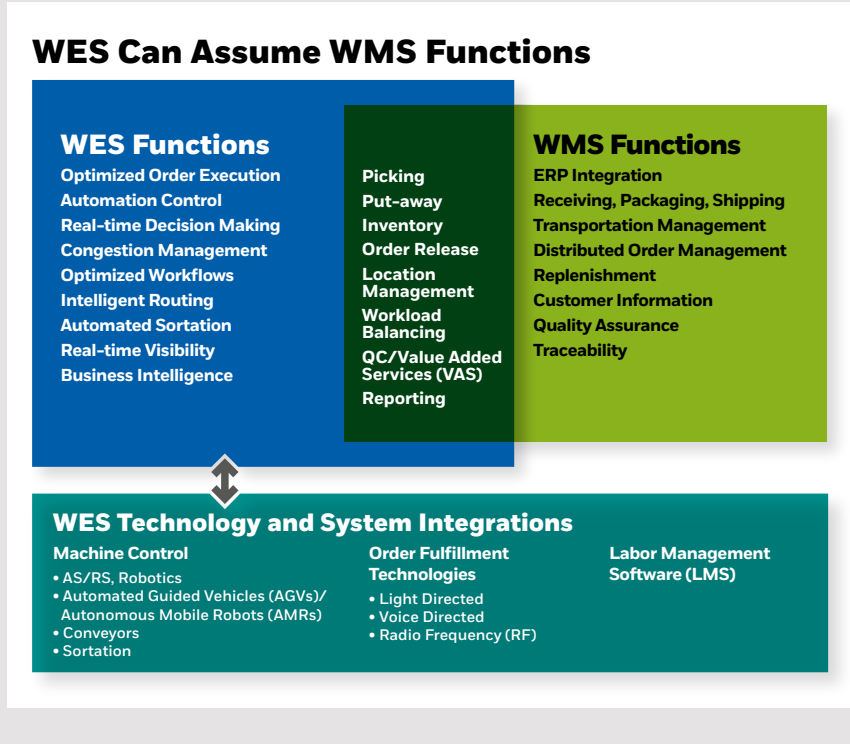 WES Can Assume WMS Functions
WES Functions
Optimized Order Execution
Automation Control
Real-time Decision Making
Congestion Management
Optimized Workflows
Intelligent Routing
Automated Sortation
Real-time Visibility
Business Intelligence
Picking
Put-away
Inventory
Order Release
Location
Management
Workload
Balancing
QC/Value Added
Services (VAS)
Reporting
WMS Functions
ERP Integration
Receiving, Packaging, Shipping
Transportation Management
Distributed Order Management
Replenishment
Customer Information
Quality Assurance
Traceability
WES Technology and System Integrations
Machine Control
• AS/RS, Robotics
• Automated Guided Vehicles (AGVs)/
Autonomous Mobile Robots (AMRs)
• Conveyors
• Sortation
Order Fulfillment
Technologies
• Light Directed
• Voice Directed
• Radio Frequency (RF)
Labor Management
Software (LMS)